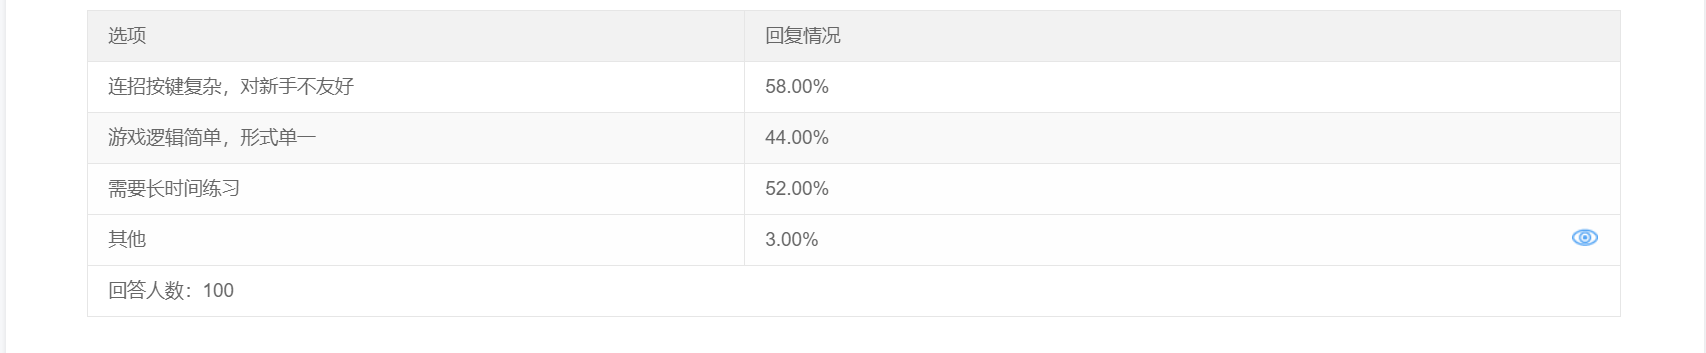 选项 回复情况
连招按键复杂，对新手不友好 58.00%
游戏逻辑简单，形式单一 44.00%
需要长时间练习 52.00%
其他 3.00%
回答人数：100